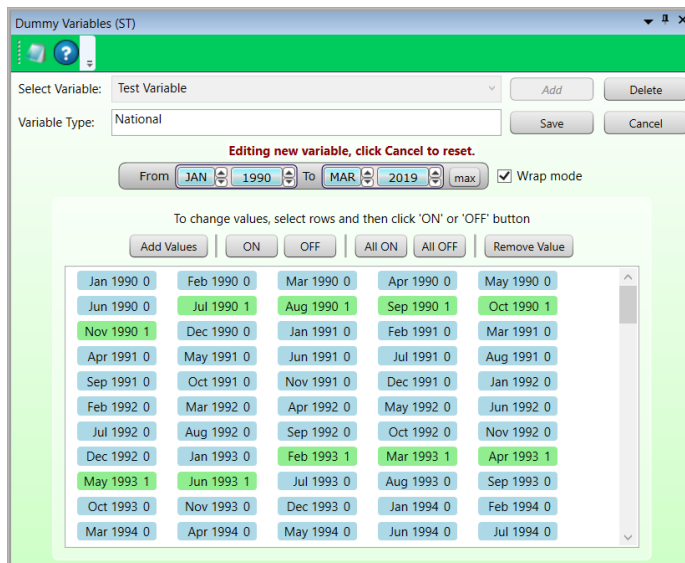 Dummy Variables (ST)
Select Variable: Test Variable Add Delete
Variable Type: National Save Cancel
Editing new variable, click Cancel to reset.
From JAN 1990 To MAR 2019 max Wrap mode
To change values, select rows and then click 'ON' or 'OFF' button
Add Values ON OFF All ON All OFF Remove Value
Jan 1990 0 Feb 1990 0 Mar 1990 0 Apr 1990 0 May 1990 0
Jun 1990 0 Jul 1990 1 Aug 1990 1 Sep 1990 1 Oct 1990 1
Nov 1990 1 Dec 1990 0 Jan 1991 0 Feb 1991 0 Mar 1991 0
Apr 1991 0 May 1991 0 Jun 1991 0 Jul 1991 0 Aug 1991 0
Sep 1991 0 Oct 1991 0 Nov 1991 0 Dec 1991 0 Jan 1992 0
Feb 1992 0 Mar 1992 0 Apr 1992 0 May 1992 0 Jun 1992 0
Jul 1992 0 Aug 1992 0 Sep 1992 0 Oct 1992 0 Nov 1992 0
Dec 1992 0 Jan 1993 0 Feb 1993 1 Mar 1993 1 Apr 1993 1
May 1993 1 Jun 1993 1 Jul 1993 0 Aug 1993 0 Sep 1993 0
Oct 1993 0 Nov 1993 0 Dec 1993 0 Jan 1994 0 Feb 1994 0
Mar 1994 0 Apr 1994 0 May 1994 0 Jun 1994 0 Jul 1994 0